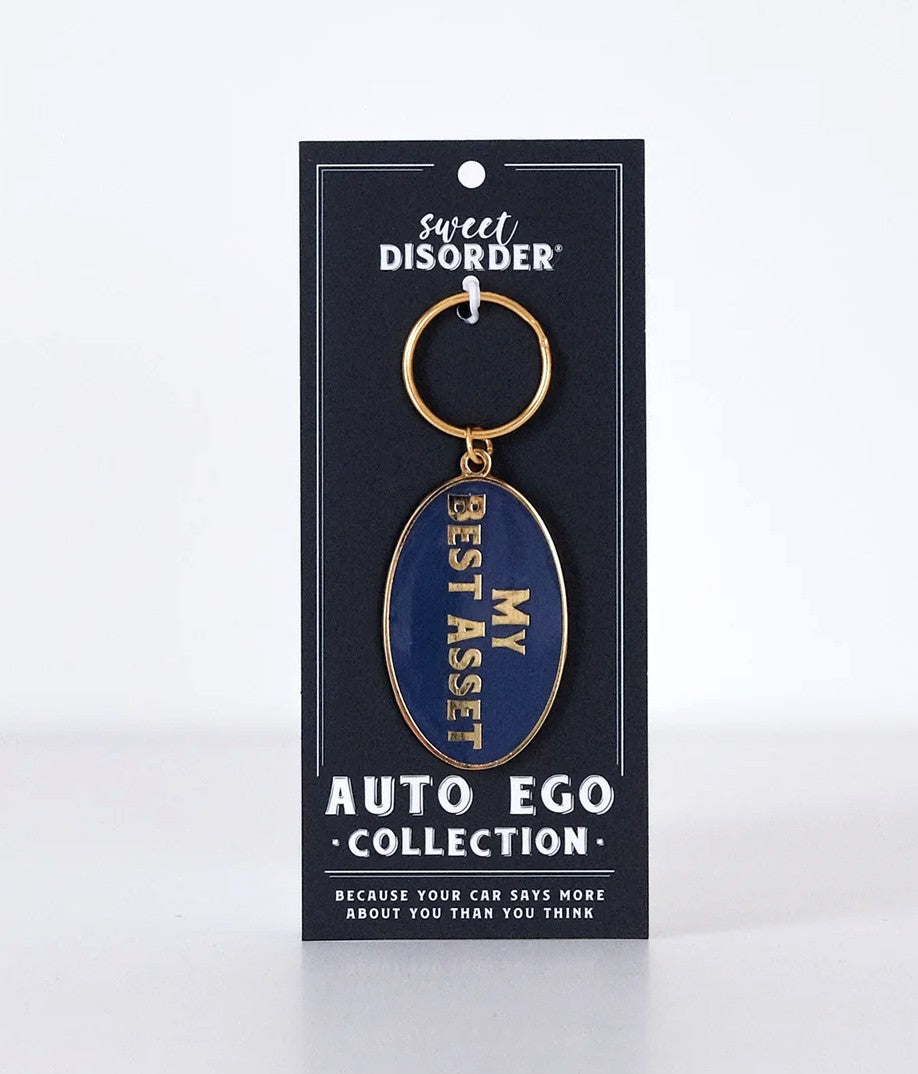 sweet
DISORDER®
MY
BEST ASSET
AUTO EGO
· COLLECTION ·
BECAUSE YOUR CAR SAYS MORE
ABOUT YOU THAN YOU THINK